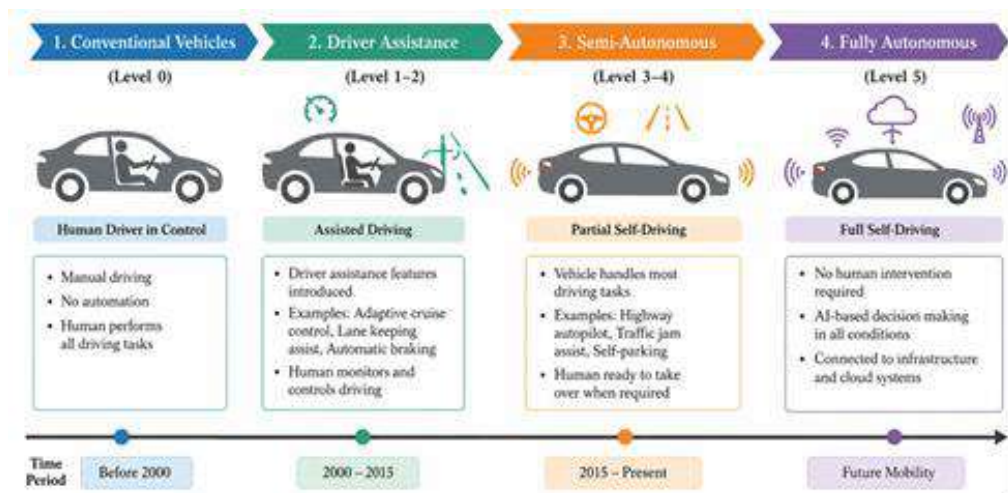 1. Conventional Vehicles
(Level 0)
Human Driver in Control
• Manual driving
• No automation
• Human performs
all driving tasks
2. Driver Assistance
(Level 1–2)
Assisted Driving
• Driver assistance features
introduced
• Examples: Adaptive cruise
control, Lane keeping
assist, Automatic braking
• Human monitors and
controls driving
3. Semi-Autonomous
(Level 3–4)
Partial Self-Driving
• Vehicle handles most
driving tasks
• Examples: Highway
autopilot, Traffic jam
assist, Self-parking
• Human ready to take
over when required
4. Fully Autonomous
(Level 5)
Full Self-Driving
• No human intervention
required
• AI-based decision making
in all conditions
• Connected to infrastructure
and cloud systems
Time
Period
Before 2000
2000 – 2015
2015 – Present
Future Mobility